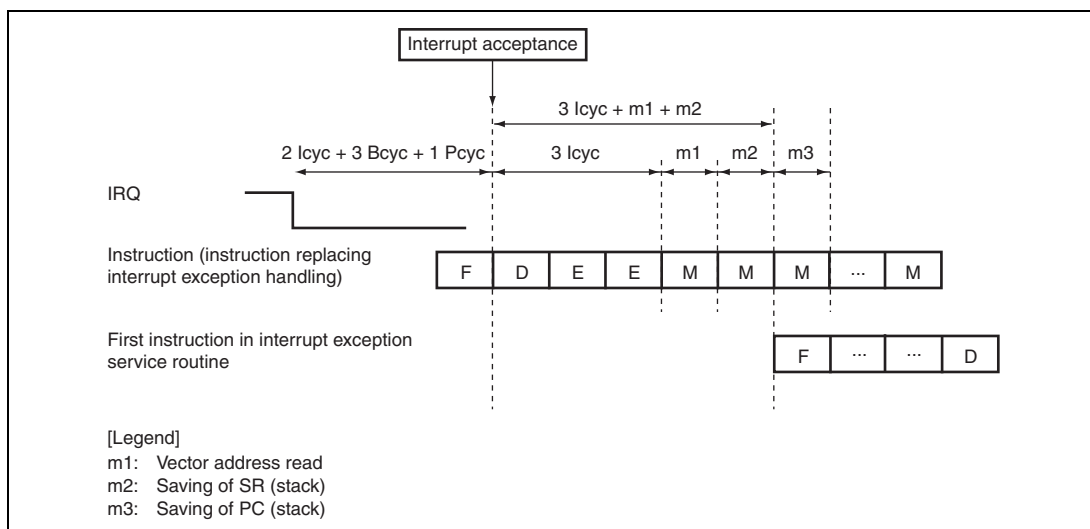 Interrupt acceptance
3 Icyc + m1 + m2
2 Icyc + 3 Bcyc + 1 Pcyc
3 Icyc
m1
m2
m3
IRQ
Instruction (instruction replacing
interrupt exception handling)
F D E E M M M ... M
First instruction in interrupt exception
service routine
F ... ... D
[Legend]
m1: Vector address read
m2: Saving of SR (stack)
m3: Saving of PC (stack)